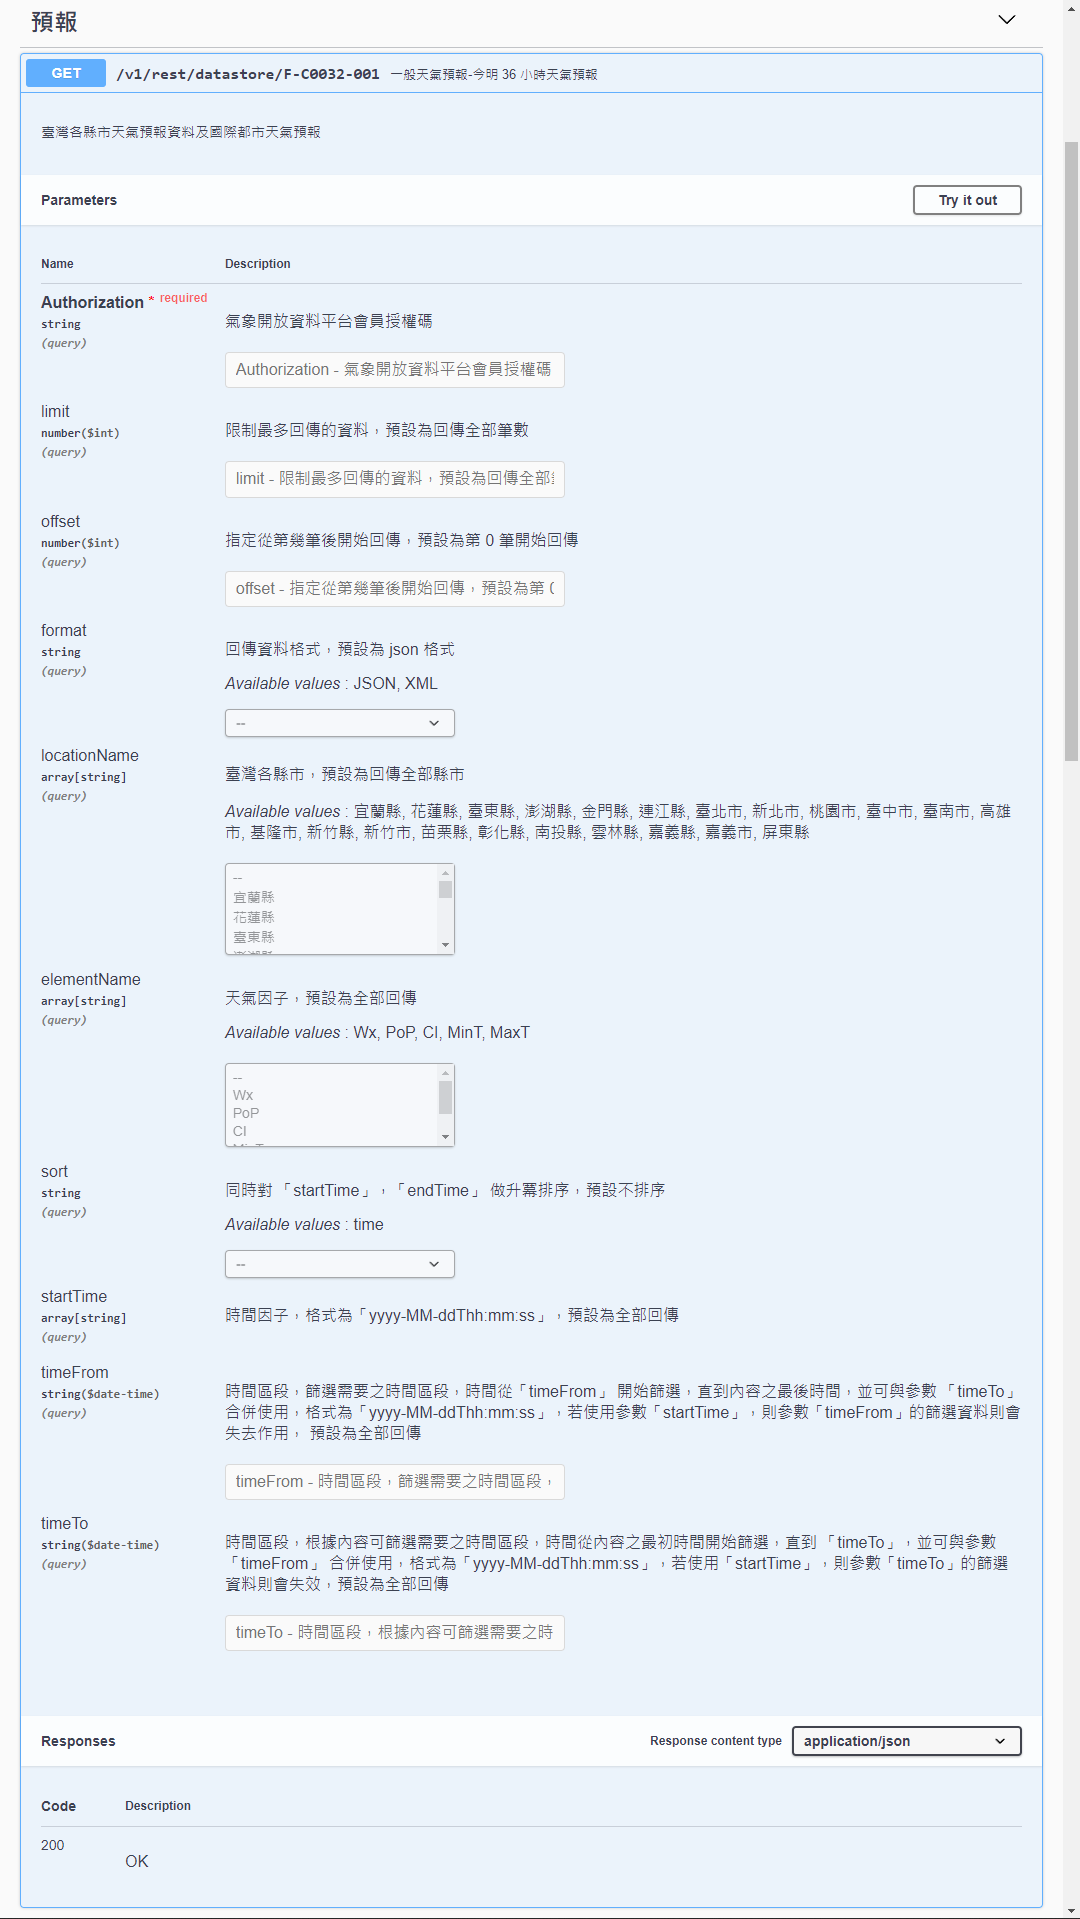 預報
GET /v1/rest/datastore/F-C0032-001 一般天氣預報-今明 36 小時天氣預報
臺灣各縣市天氣預報資料及國際都市天氣預報
Parameters
Try it out
Name Description
Authorization * required
string
(query)
氣象開放資料平台會員授權碼
Authorization - 氣象開放資料平台會員授權碼
limit
number($int)
(query)
限制最多回傳的資料，預設為回傳全部筆數
limit - 限制最多回傳的資料，預設為回傳全部
offset
number($int)
(query)
指定從第幾筆後開始回傳，預設為第 0 筆開始回傳
offset - 指定從第幾筆後開始回傳，預設為第 0
format
string
(query)
回傳資料格式，預設為 json 格式
Available values : JSON, XML
--
locationName
array[string]
(query)
臺灣各縣市，預設為回傳全部縣市
Available values : 宜蘭縣, 花蓮縣, 臺東縣, 澎湖縣, 金門縣, 連江縣, 臺北市, 新北市, 桃園市, 臺中市, 臺南市, 高雄
市, 基隆市, 新竹縣, 新竹市, 苗栗縣, 彰化縣, 南投縣, 雲林縣, 嘉義縣, 嘉義市, 屏東縣
--
宜蘭縣
花蓮縣
臺東縣
澎湖縣
elementName
array[string]
(query)
天氣因子，預設為全部回傳
Available values : Wx, PoP, CI, MinT, MaxT
--
Wx
PoP
CI
MinT
sort
string
(query)
同時對 「startTime」，「endTime」 做升冪排序，預設不排序
Available values : time
--
startTime
array[string]
(query)
時間因子，格式為「yyyy-MM-ddThh:mm:ss」，預設為全部回傳
timeFrom
string($date-time)
(query)
時間區段，篩選需要之時間區段，時間從「timeFrom」 開始篩選，直到內容之最後時間，並可與參數 「timeTo」
合併使用，格式為「yyyy-MM-ddThh:mm:ss」，若使用參數「startTime」，則參數「timeFrom」的篩選資料則會
失去作用， 預設為全部回傳
timeFrom - 時間區段，篩選需要之時間區段，
timeTo
string($date-time)
(query)
時間區段，根據內容可篩選需要之時間區段，時間從內容之最初時間開始篩選，直到 「timeTo」，並可與參數
「timeFrom」 合併使用，格式為「yyyy-MM-ddThh:mm:ss」，若使用「startTime」，則參數「timeTo」的篩選
資料則會失效，預設為全部回傳
timeTo - 時間區段，根據內容可篩選需要之時
Responses
Response content type application/json
Code Description
200
OK